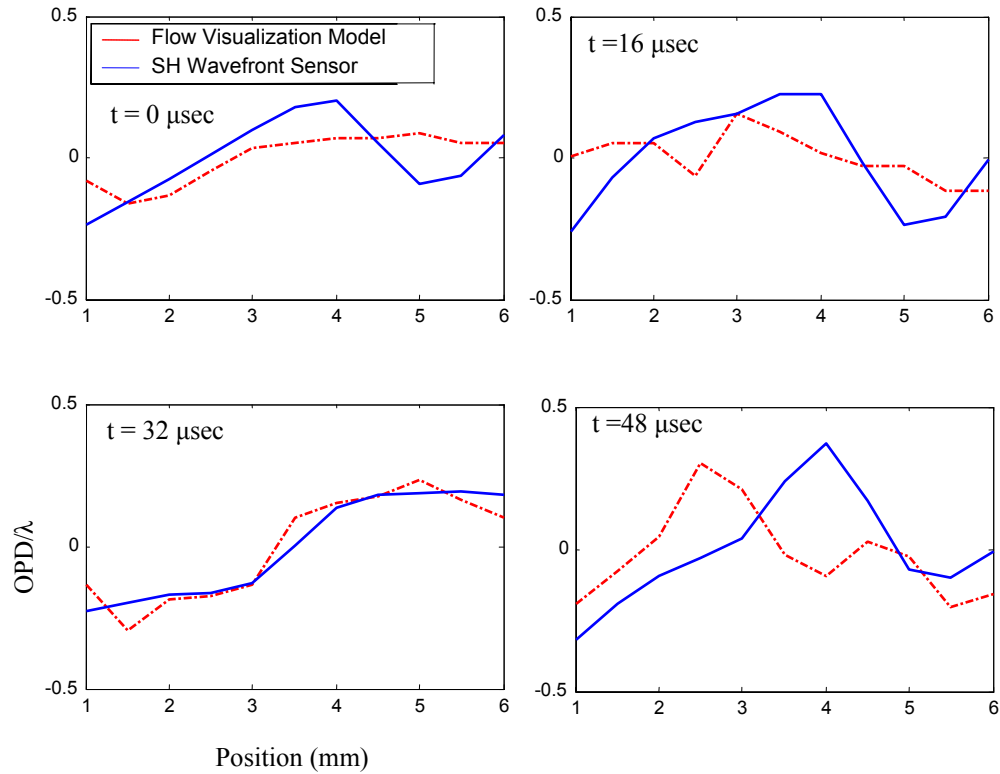 0.5
0
-0.5
1 2 3 4 5 6
Flow Visualization Model
SH Wavefront Sensor
t = 0 μsec
0.5
0
-0.5
1 2 3 4 5 6
t =16 μsec
0.5
0
-0.5
1 2 3 4 5 6
t = 32 μsec
0.5
0
-0.5
1 2 3 4 5 6
t =48 μsec
OPD/λ
Position (mm)